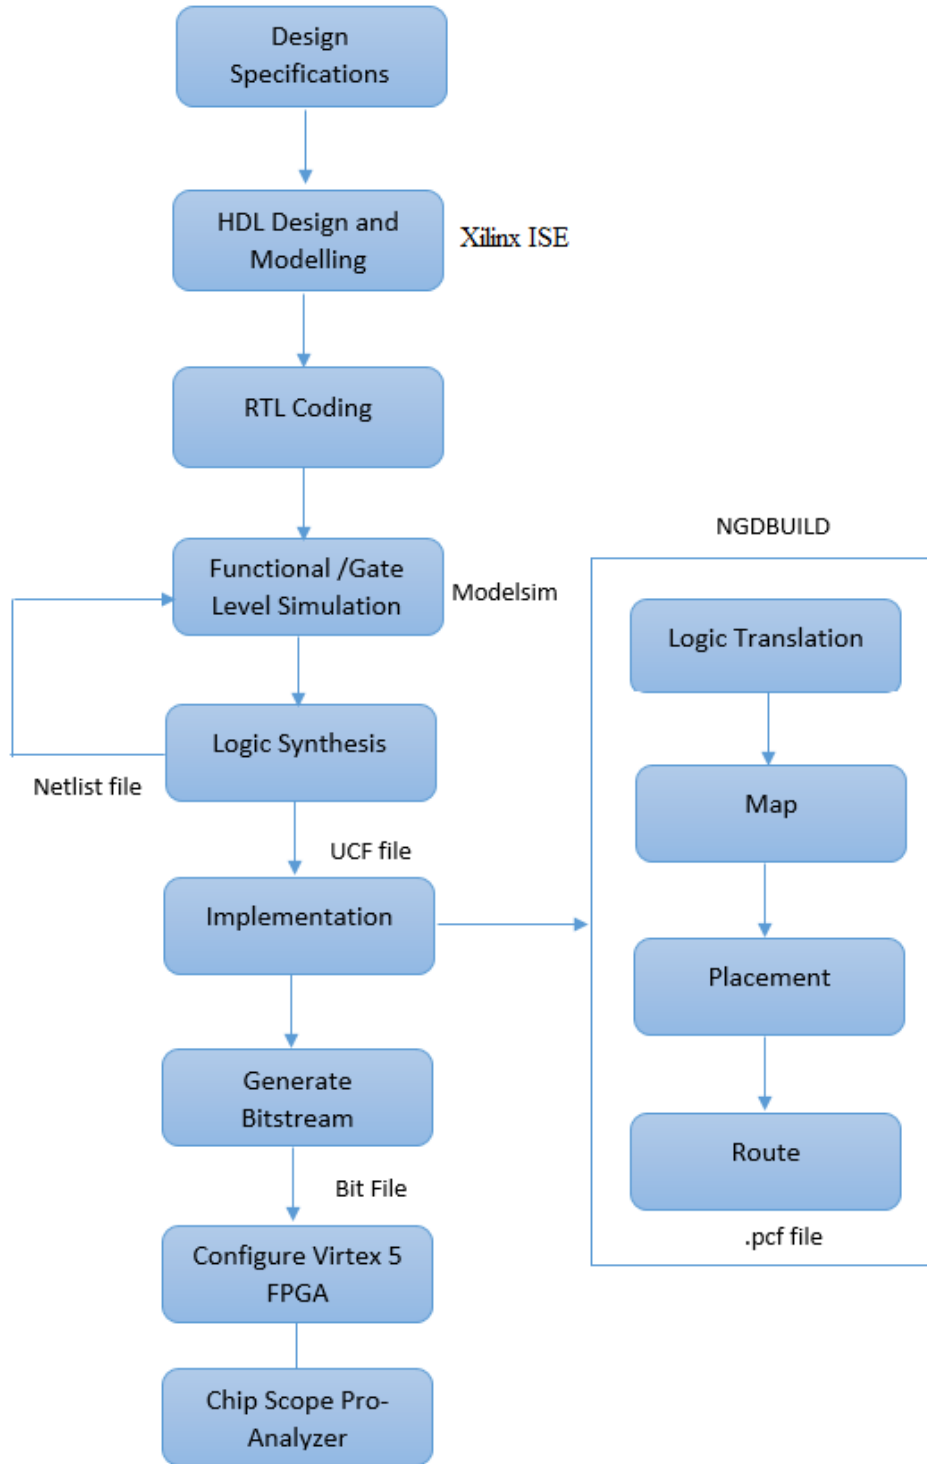 Design
Specifications
HDL Design and
Modelling
Xilinx ISE
RTL Coding
Functional /Gate
Level Simulation
Modelsim
Logic Synthesis
Netlist file
UCF file
Implementation
Generate
Bitstream
Bit File
Configure Virtex 5
FPGA
Chip Scope Pro-
Analyzer
NGDBUILD
Logic Translation
Map
Placement
Route
.pcf file